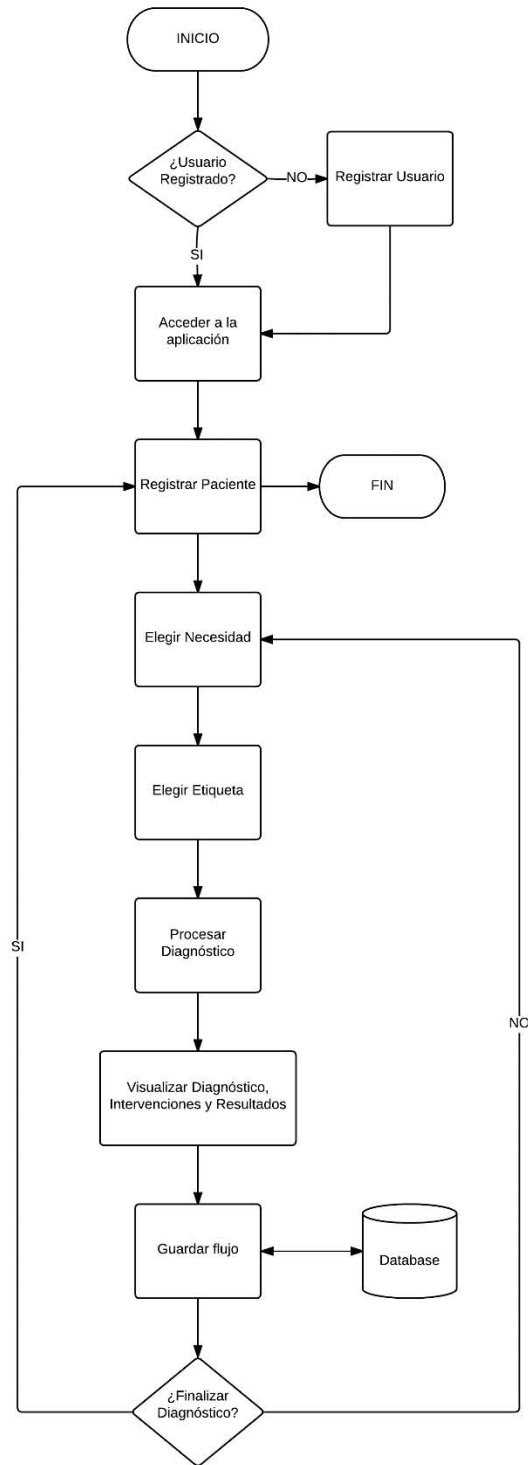 INICIO
¿Usuario
Registrado?
NO
Registrar Usuario
SI
Acceder a la
aplicación
Registrar Paciente
FIN
Elegir Necesidad
Elegir Etiqueta
Procesar
Diagnóstico
SI
NO
Visualizar Diagnóstico,
Intervenciones y Resultados
Guardar flujo
Database
¿Finalizar
Diagnóstico?